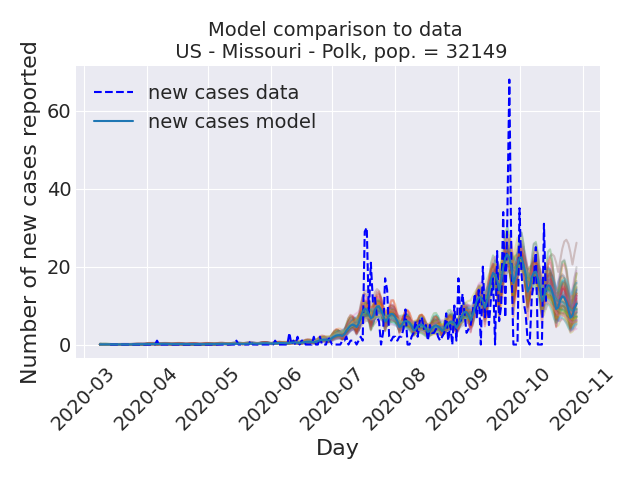 Model comparison to data
US - Missouri - Polk, pop. = 32149
new cases data
new cases model
Number of new cases reported
60
40
20
0
2020-03
2020-04
2020-05
2020-06
2020-07
2020-08
2020-09
2020-10
2020-11
Day